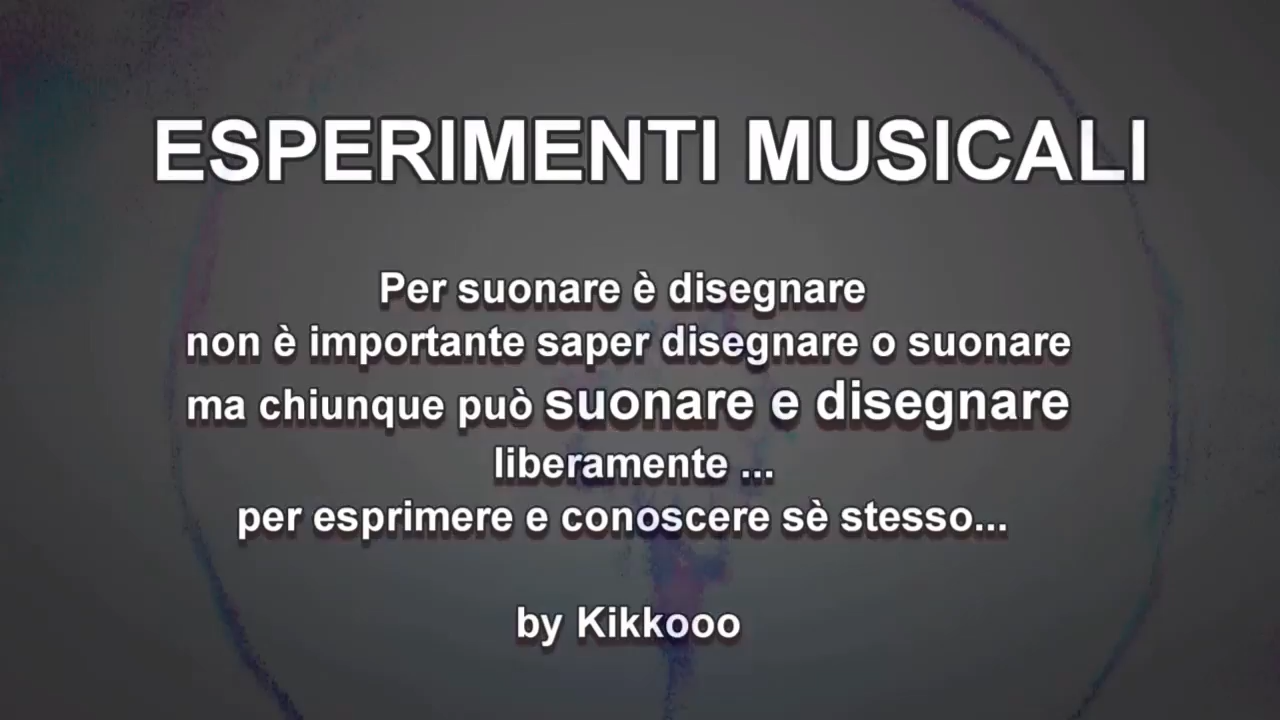 ESPERIMENTI MUSICALI
Per suonare è disegnare
non è importante saper disegnare o suonare
ma chiunque può suonare e disegnare
liberamente ...
per esprimere e conoscere sè stesso...
by Kikkooo